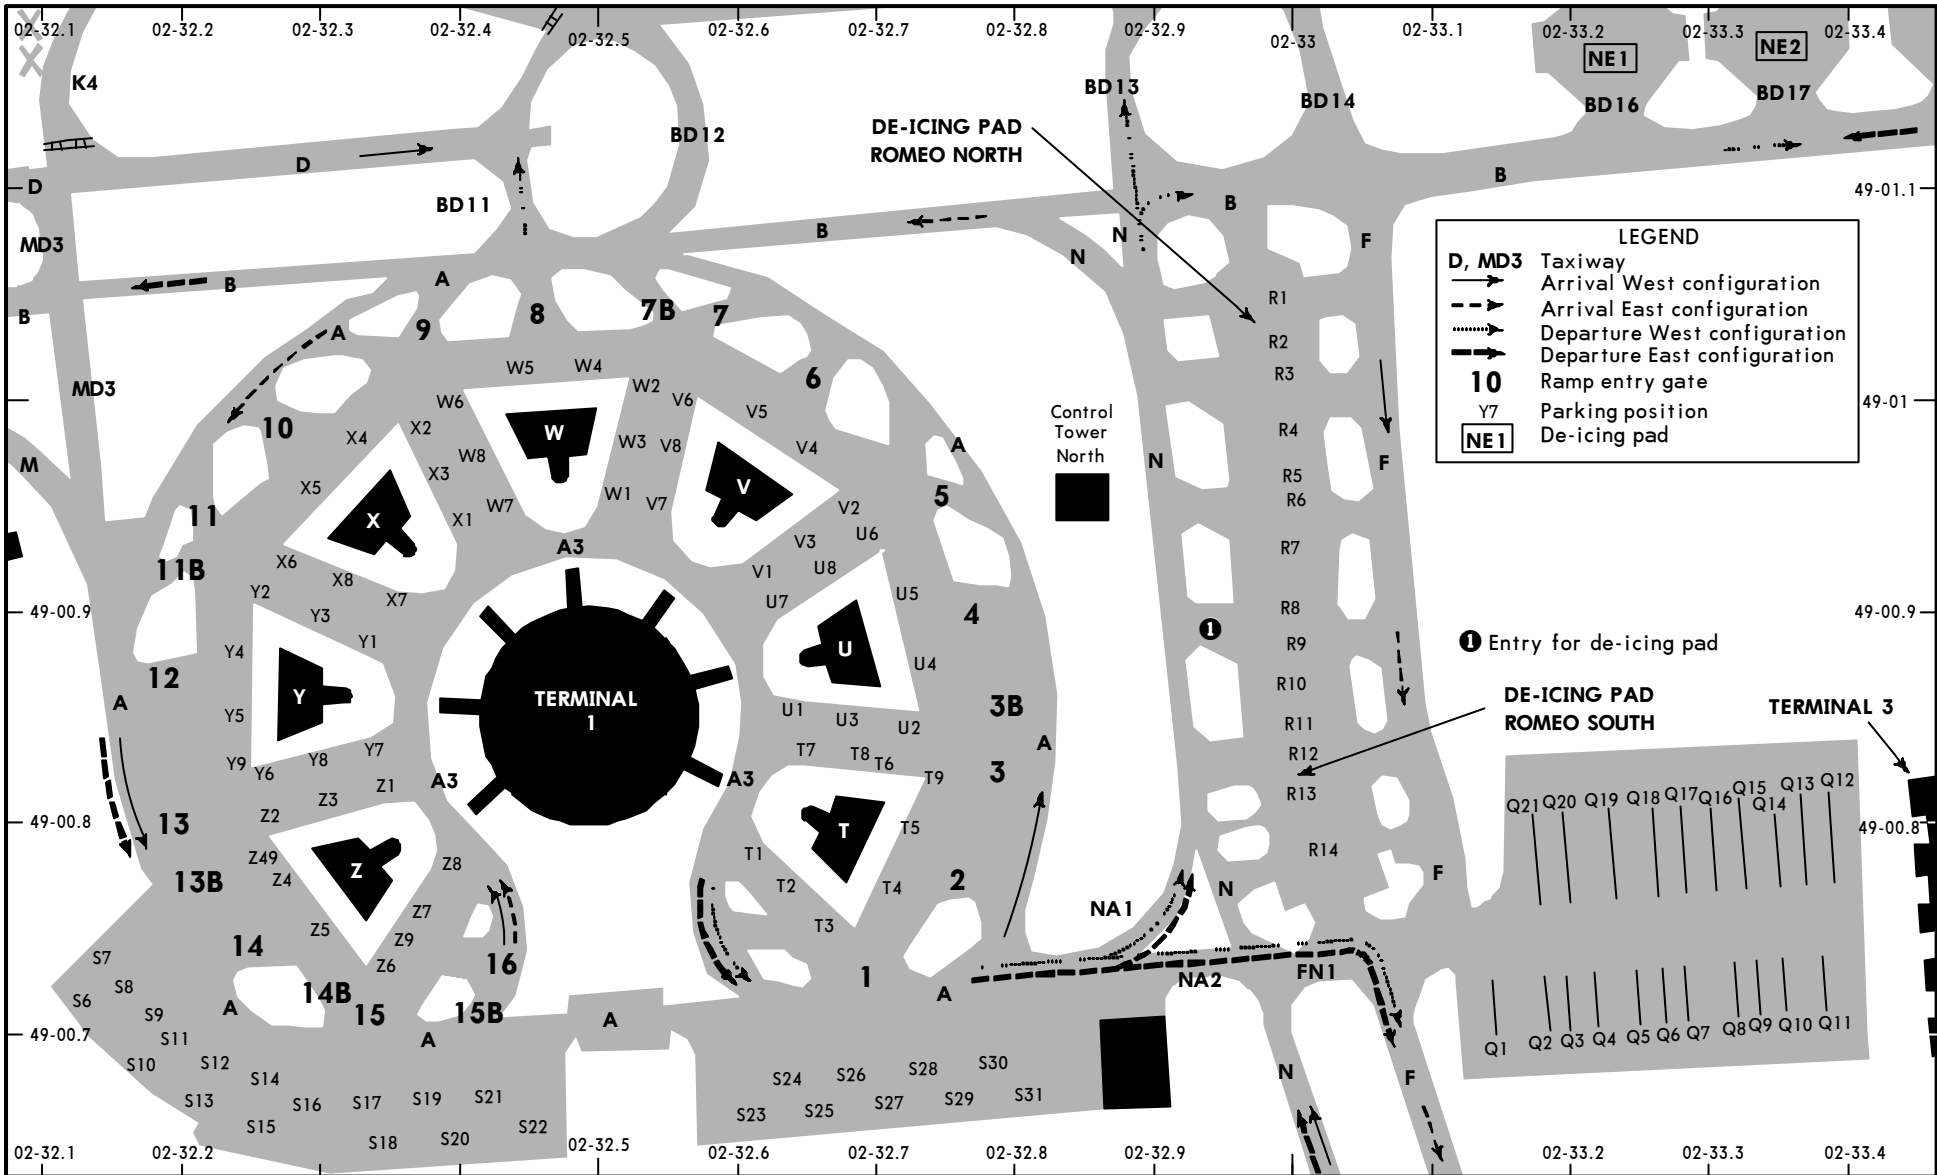 02-32.1 02-32.2 02-32.3 02-32.4 02-32.5 02-32.6 02-32.7 02-32.8 02-32.9 02-33 02-33.1 02-33.2 02-33.3 02-33.4
NE1 NE2
K4 BD13 BD14 BD16 BD17
DE-ICING PAD
ROMEO NORTH
BD12
D
D
B
49-01.1
BD11 B
MD3 B N N F
LEGEND
D, MD3 Taxiway
Arrival West configuration
Arrival East configuration
Departure West configuration
Departure East configuration
10 Ramp entry gate
Y7 Parking position
NE1 De-icing pad
A
B
B
A 9 8 7B 7
R1
R2
R3
R4
R5
R6
R7
R8
R9
R10
R11
R12
R13
R14
MD3
W5 W4
W6 W2
6
V6 V5
49-01
10
X4 X2
W
W3 V8 V4
Control
Tower
North
A
N
F
M
X3 W8
X5
W7 W1 V7
V
V2
5
11
X
X1
A3
V3 U6
11B
X6 X8 X7
V1 U8
U7 U5
49-00.9
Y2 Y3 Y1
4
1
1 Entry for de-icing pad
Y4
12
A
Y
U
U4
TERMINAL
1
DE-ICING PAD
ROMEO SOUTH
TERMINAL 3
49-00.9
Y5
U1 U3 U2
3B
A
Y9 Y6 Y8 Y7
T7 T8 T6 T9
3
A3 A3
Z1
Z3
Z2
Q21 Q20 Q19 Q18 Q17 Q16 Q15 Q14 Q13 Q12
49-00.8
13
T
T5
49-00.8
Z49
Z4
Z
Z8
T1
T2 T4
13B
2
N
F
Z5 Z7
Z9
Z6
T3
NA1
14
16
1
NA2 FN1
S7
S6 S8
S9
A
14B
15
15B
A
A
A
49-00.7
S11
S10 S12
S14
S13
S15
S16 S17 S19 S21
S18 S20 S22
S24 S26 S28 S30
S23 S25 S27 S29 S31
N F
Q1 Q2 Q3 Q4 Q5 Q6 Q7 Q8 Q9 Q10 Q11
02-32.1 02-32.2 02-32.3 02-32.4 02-32.5 02-32.6 02-32.7 02-32.8 02-32.9 02-33.1 02-33.2 02-33.3 02-33.4